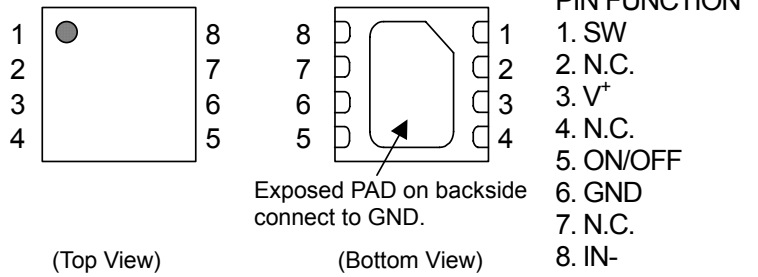 PIN FUNCTION
1 8 8 1 1. SW
2 7 7 2 2. N.C.
3 6 6 3 3. V+
4 5 5 4 4. N.C.
5. ON/OFF
Exposed PAD on backside 6. GND
connect to GND. 7. N.C.
(Top View) (Bottom View) 8. IN-